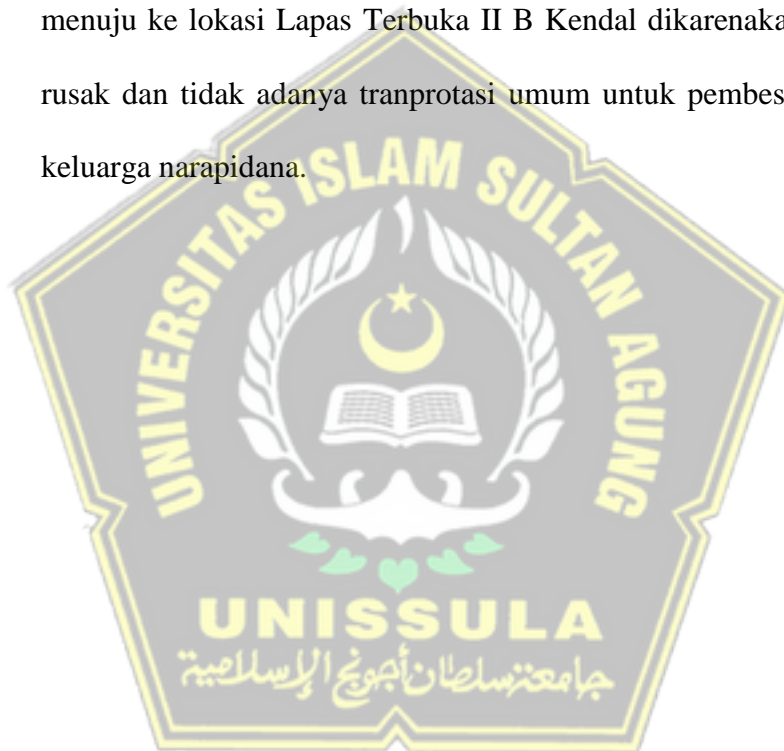 menuju ke lokasi Lapas Terbuka II B Kendal dikarenaka
rusak dan tidak adanya tranprotasi umum untuk pembes
keluarga narapidana.
UNIVERSITAS ISLAM SULTAN AGUNG
UNISSULA
جامعة سلطان أجونج الإسلامية